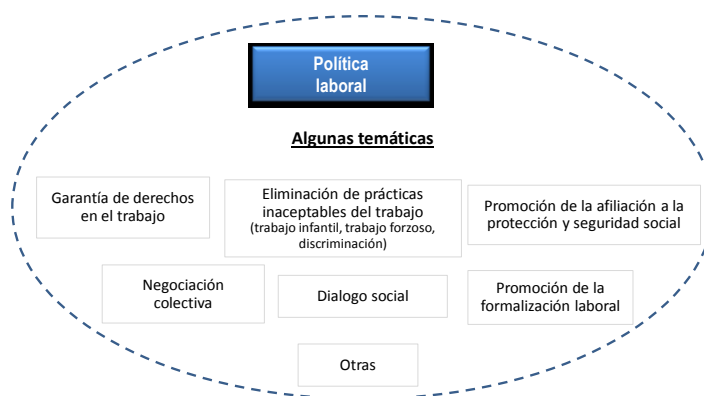 Política
laboral
Algunas temáticas
Garantía de derechos
en el trabajo
Eliminación de prácticas
inaceptables del trabajo
(trabajo infantil, trabajo forzoso,
discriminación)
Promoción de la afiliación a la
protección y seguridad social
Negociación
colectiva
Dialogo social
Promoción de la
formalización laboral
Otras